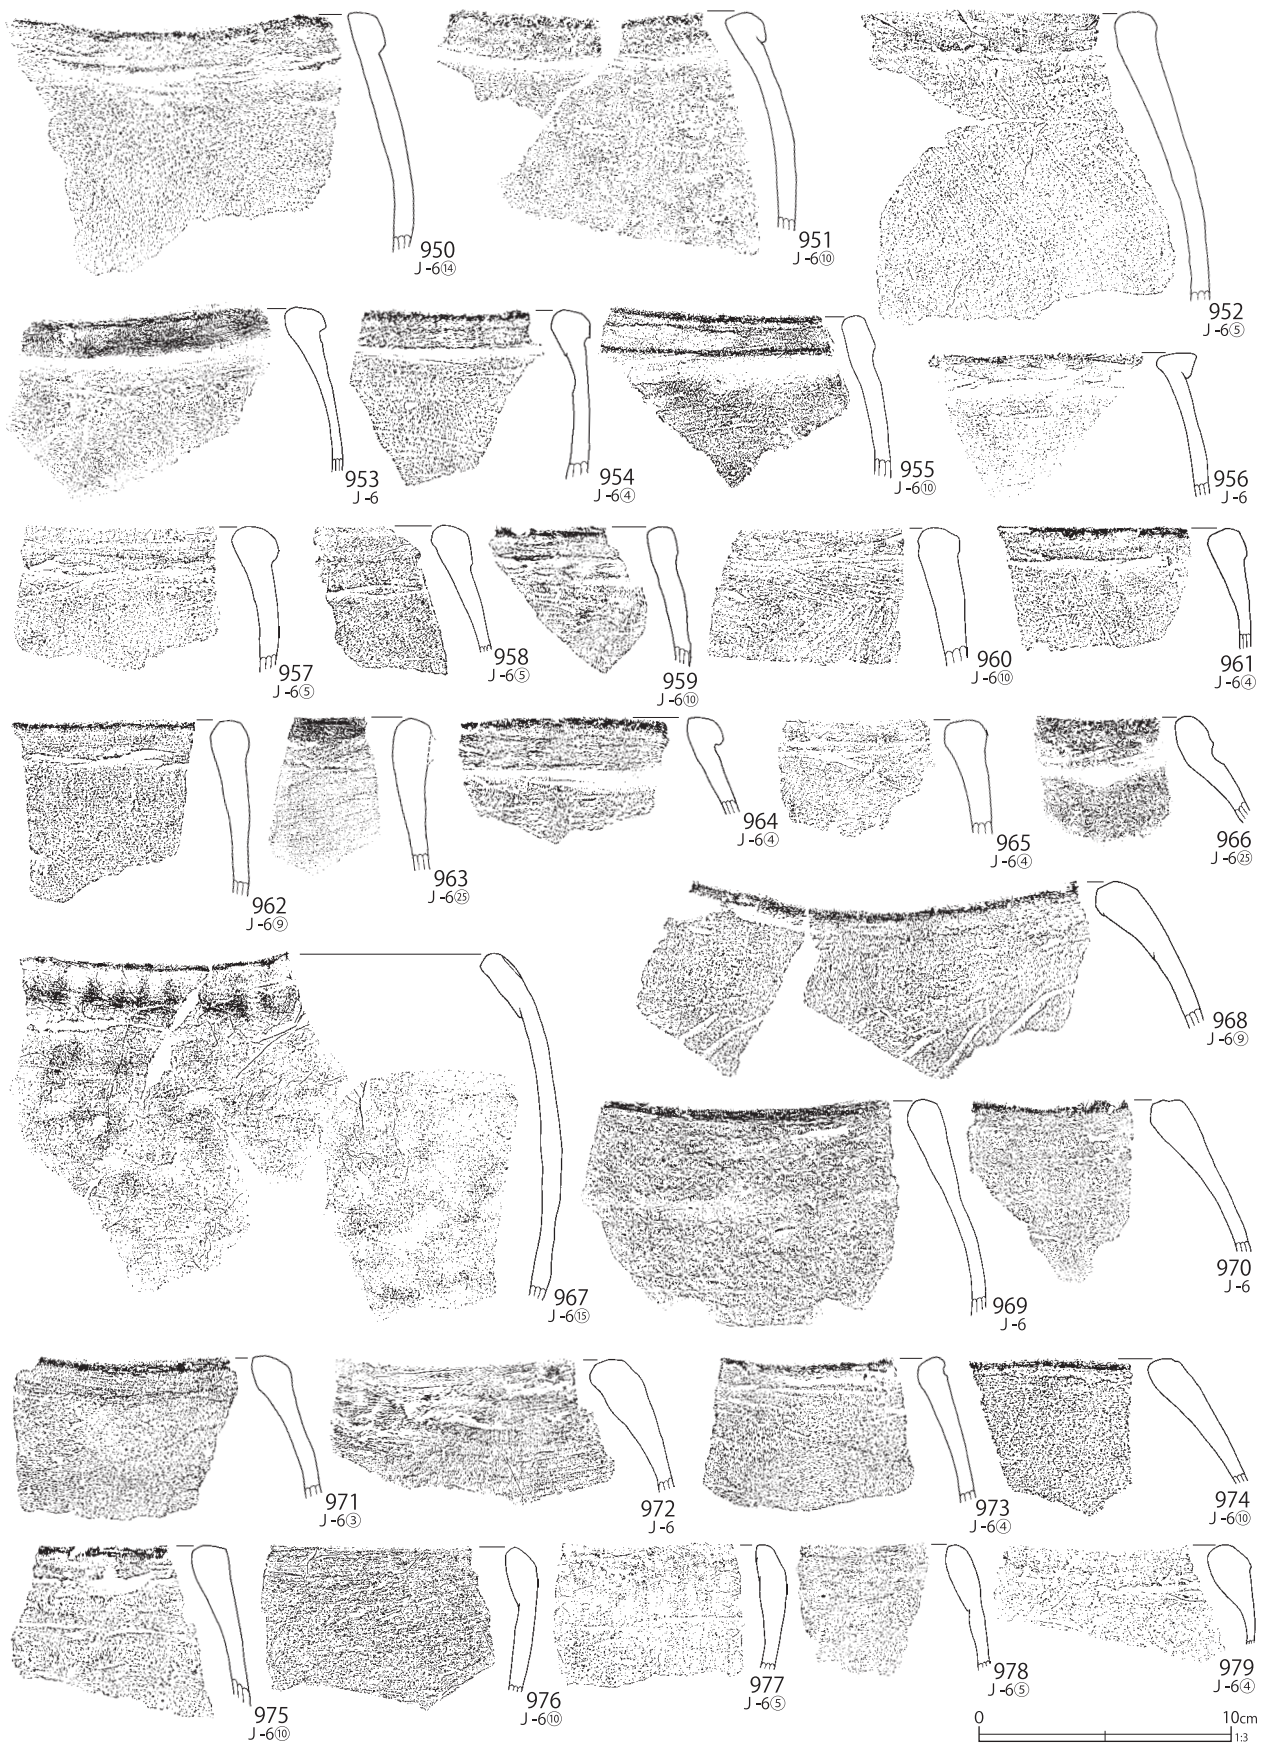 950
J-6⑭
951
J-6⑩
952
J-6⑤
953
J-6
954
J-6④
955
J-6⑩
956
J-6
957
J-6⑤
958
J-6⑤
959
J-6⑩
960
J-6⑩
961
J-6④
962
J-6⑨
963
J-6㉕
964
J-6④
965
J-6④
966
J-6㉕
967
J-6⑮
968
J-6⑨
969
J-6
970
J-6
971
J-6③
972
J-6
973
J-6④
974
J-6⑩
975
J-6⑩
976
J-6⑩
977
J-6⑤
978
J-6⑤
979
J-6④
0 10cm
1:3